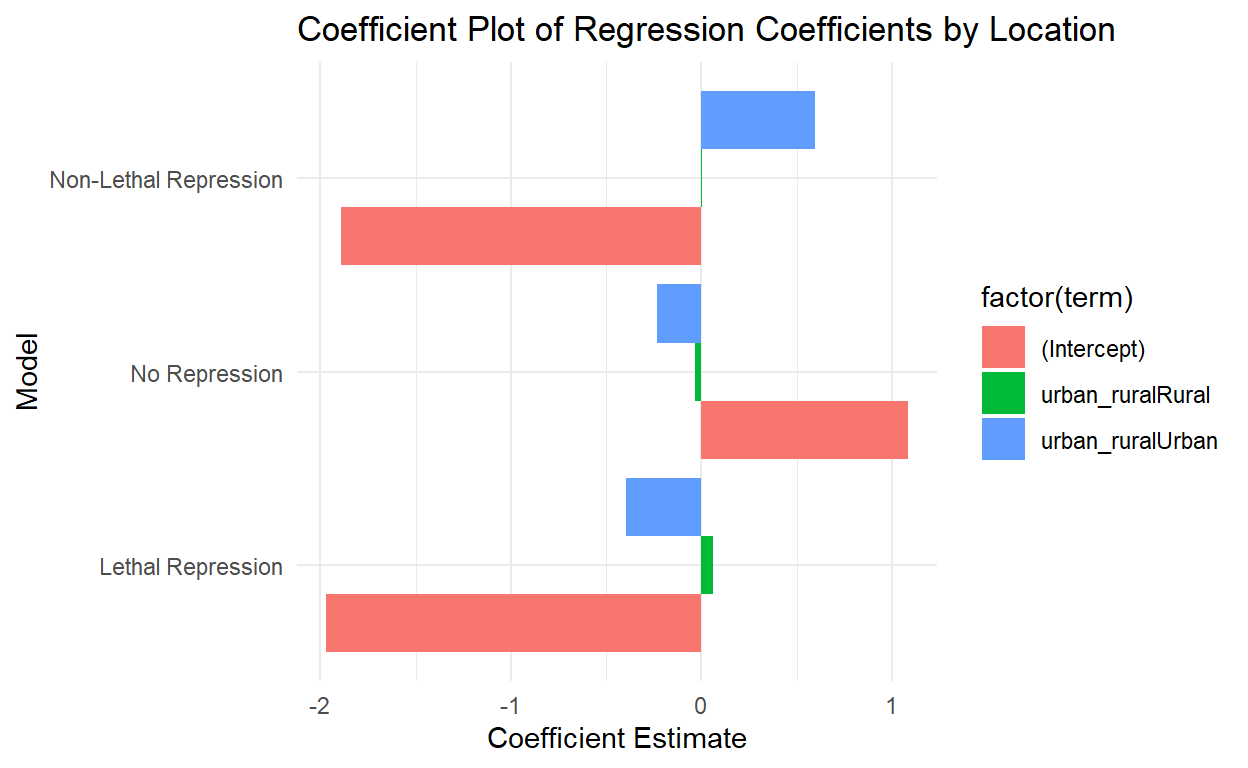 Coefficient Plot of Regression Coefficients by Location
Non-Lethal Repression
No Repression
Lethal Repression
Model
-2
-1
0
1
Coefficient Estimate
factor(term)
(Intercept)
urban_ruralRural
urban_ruralUrban